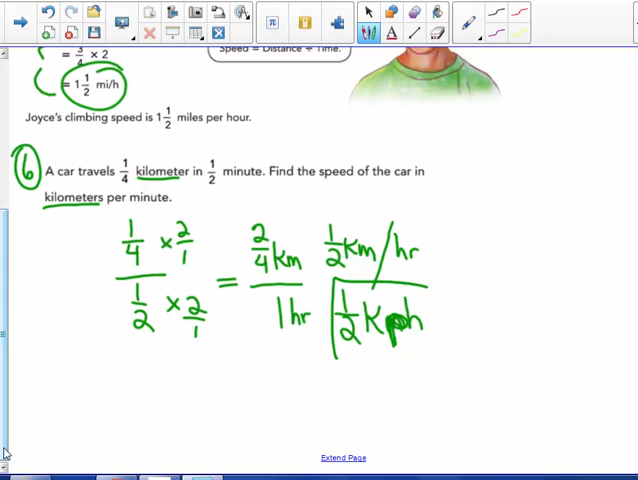 Speed = Distance ÷ Time.
= 3/4 × 2
= 1 1/2 mi/h
Joyce's climbing speed is 1 1/2 miles per hour.
6 A car travels 1/4 kilometer in 1/2 minute. Find the speed of the car in
kilometers per minute.
1/4 × 2/1 = 2/4 km 1/2 Km/hr
1/2 × 2/1 1 hr 1/2 Kph
Extend Page